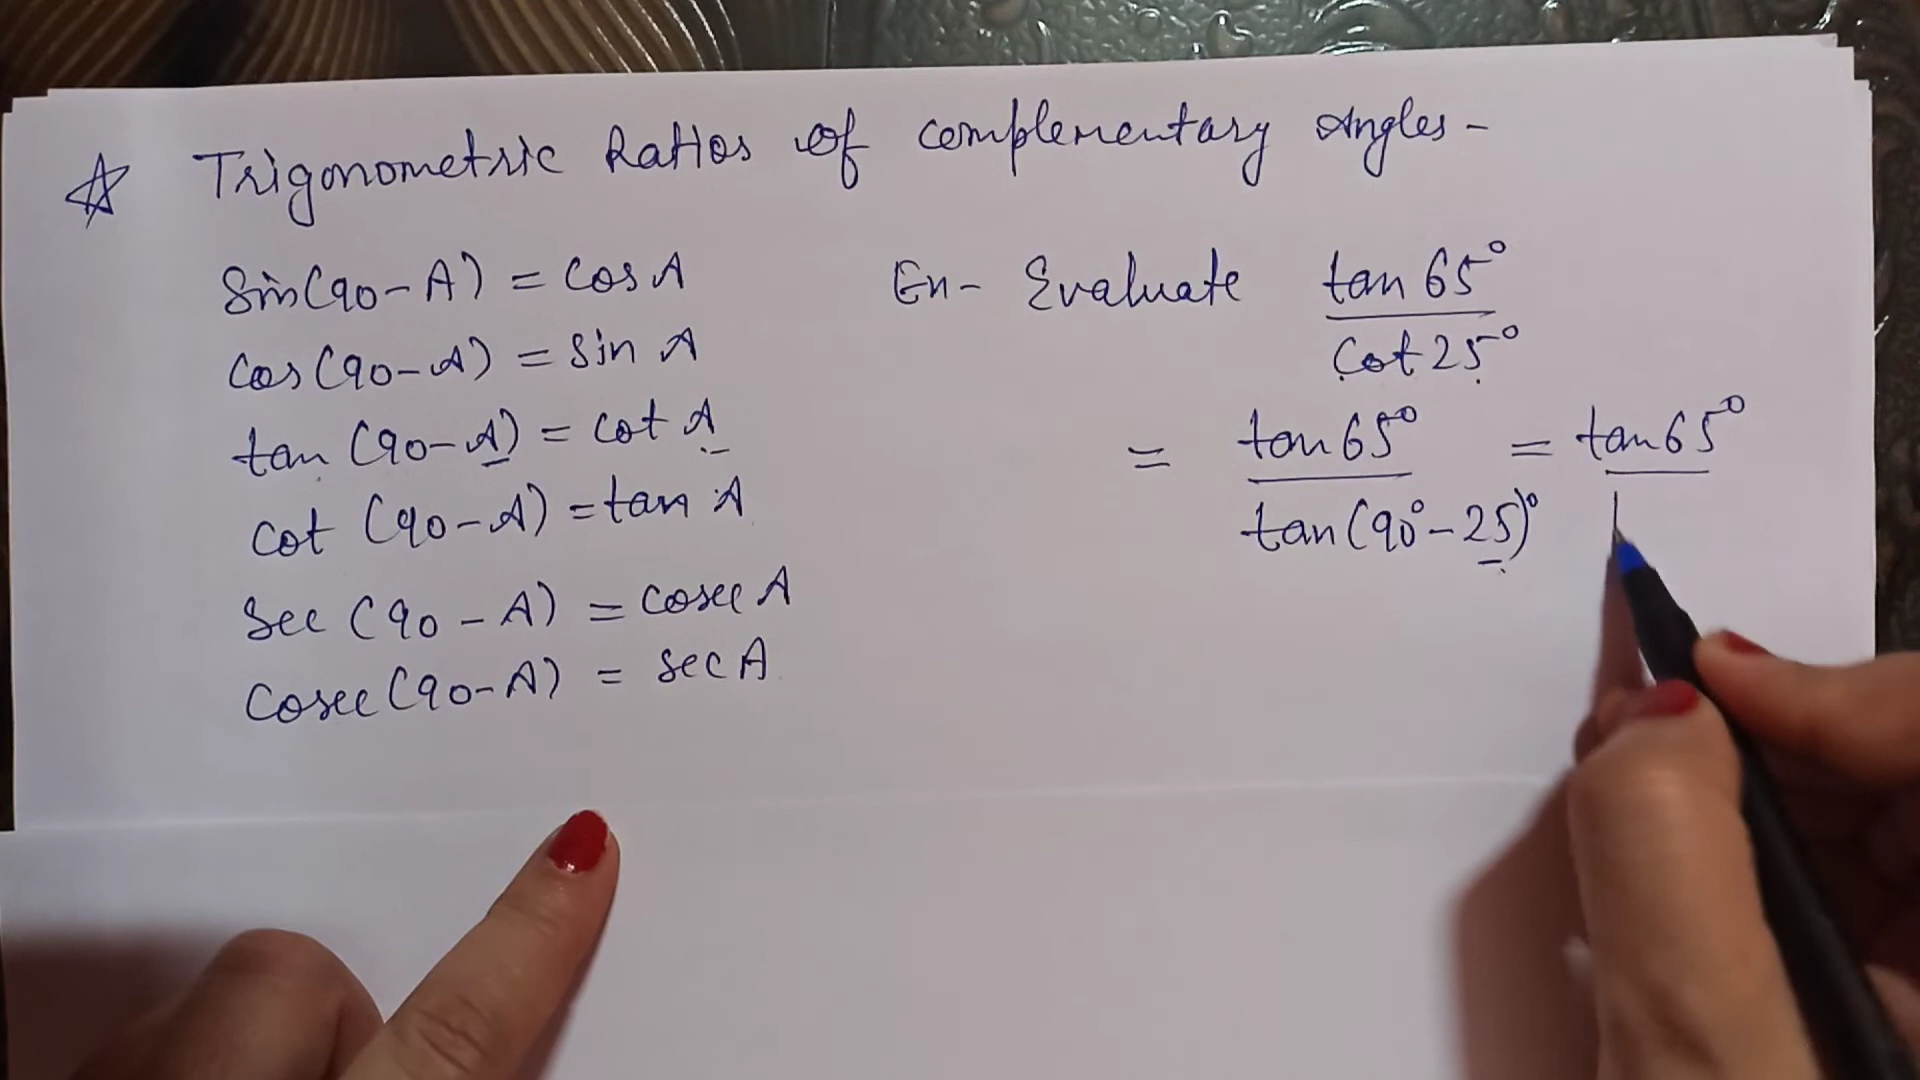 ☆ Trigonometric Ratios of complementary Angles -
Sin(90-A) = Cos A
Cos(90-A) = Sin A
tan (90-A) = Cot A
Cot (90-A) = tan A
Sec (90-A) = Cosec A
Cosec(90-A) = Sec A
Ex- Evaluate tan 65° / Cot 25°
= tan 65° / tan(90°-25)° = tan 65°